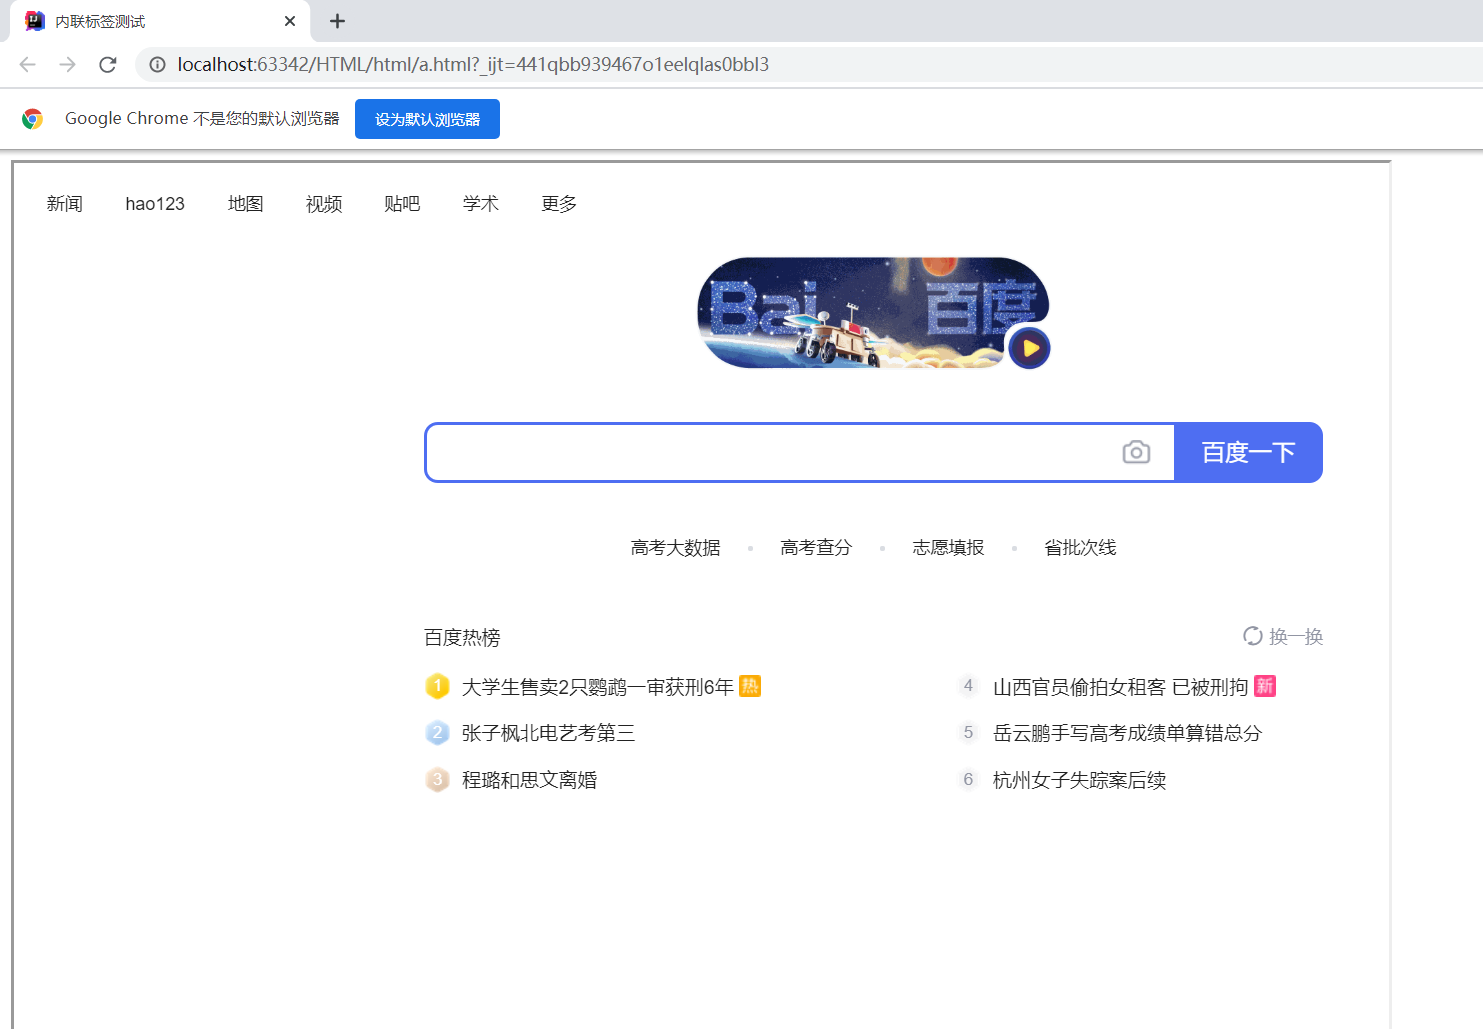 内联标签测试
localhost:63342/HTML/html/a.html?_ijt=441qbb939467o1eelqlas0bbl3
Google Chrome 不是您的默认浏览器 设为默认浏览器
新闻 hao123 地图 视频 贴吧 学术 更多
Bai 百度
百度一下
高考大数据 高考查分 志愿填报 省批次线
百度热榜 换一换
1 大学生售卖2只鹦鹉一审获刑6年 热
4 山西官员偷拍女租客 已被刑拘 新
2 张子枫北电艺考第三
5 岳云鹏手写高考成绩单算错总分
3 程璐和思文离婚
6 杭州女子失踪案后续